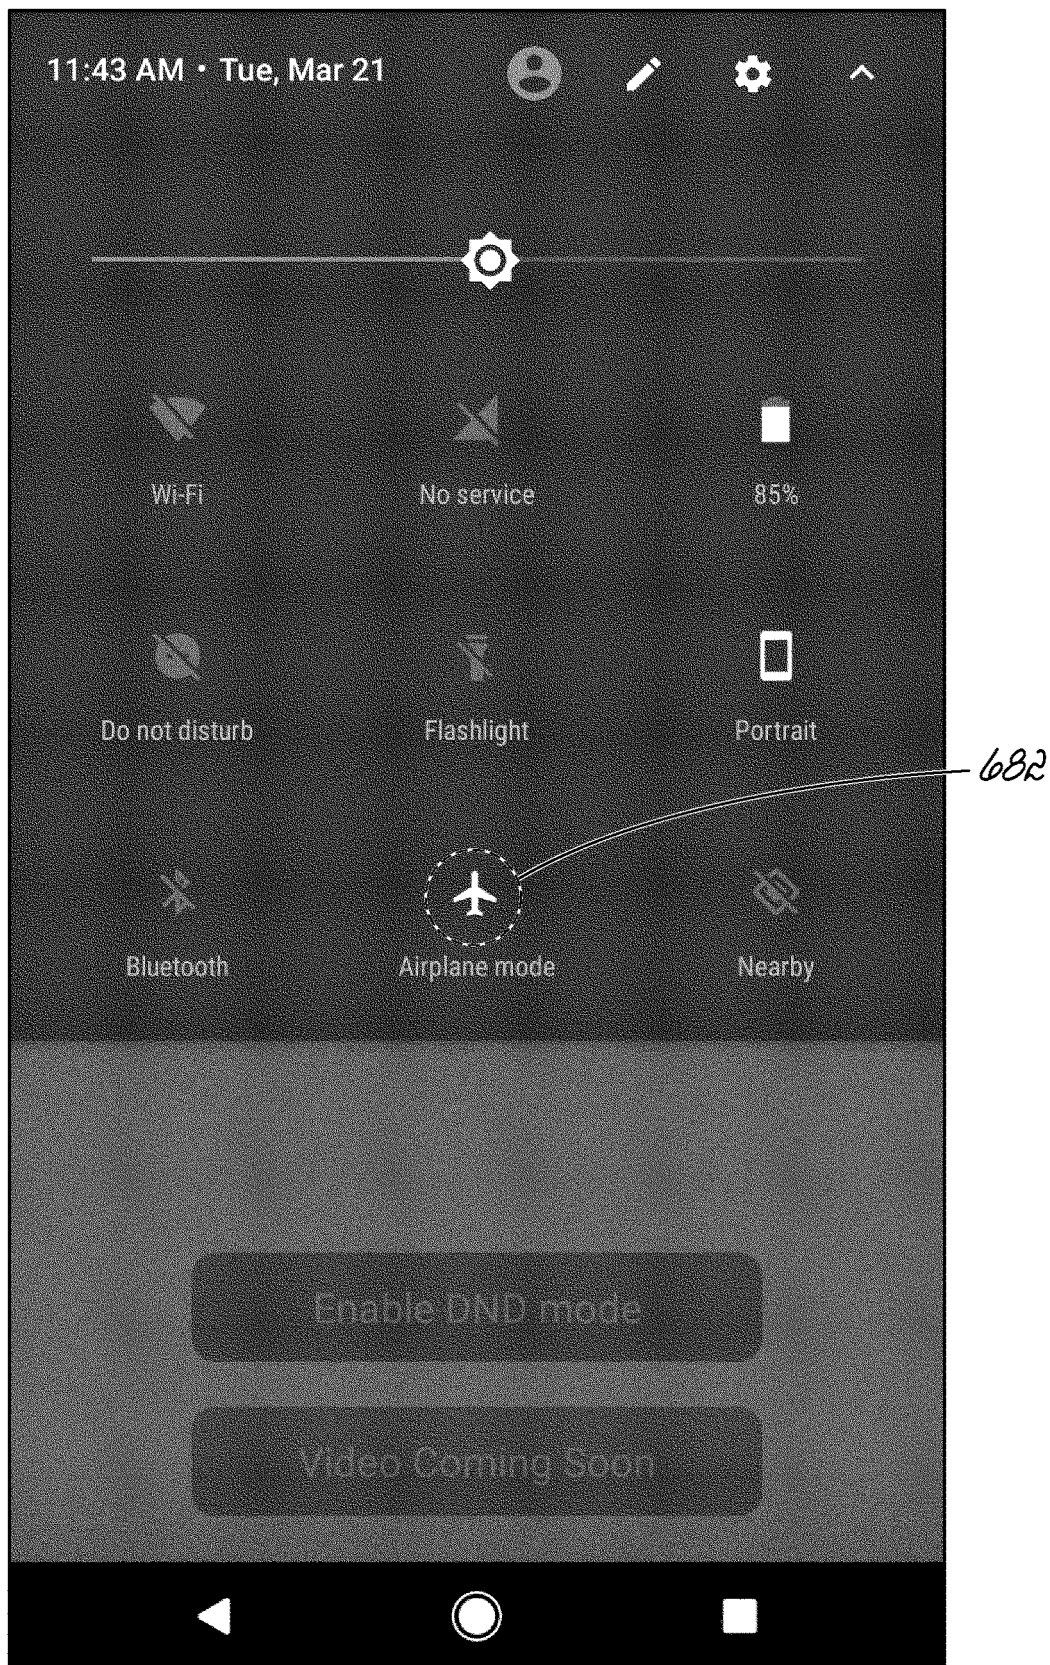 11:43 AM • Tue, Mar 21
Wi-Fi
No service
85%
Do not disturb
Flashlight
Portrait
682
Bluetooth
Airplane mode
Nearby
Enable DND mode
Video Coming Soon